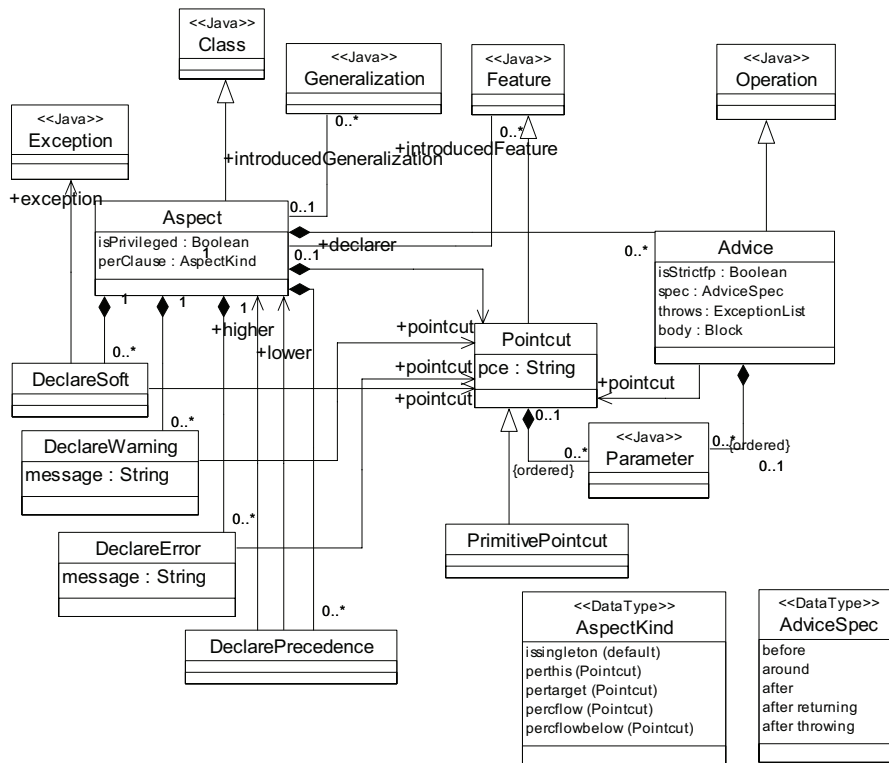 <<Java>>
Class
<<Java>>
Generalization
<<Java>>
Feature
<<Java>>
Operation
<<Java>>
Exception
0..*
0..*
+introducedGeneralization
+introducedFeature
+exception
Aspect
isPrivileged : Boolean
perClause : AspectKind
1
0..1
+declarer
0..1
0..*
Advice
isStrictfp : Boolean
spec : AdviceSpec
throws : ExceptionList
body : Block
1
1
1
+higher
+lower
+pointcut
+pointcut
+pointcut
+pointcut
Pointcut
pce : String
0..*
DeclareSoft
0..1
<<Java>>
Parameter
0..*
{ordered}
0..*
{ordered}
0..1
0..*
DeclareWarning
message : String
0..*
DeclareError
message : String
PrimitivePointcut
0..*
DeclarePrecedence
<<DataType>>
AspectKind
issingleton (default)
perthis (Pointcut)
pertarget (Pointcut)
percflow (Pointcut)
percflowbelow (Pointcut)
<<DataType>>
AdviceSpec
before
around
after
after returning
after throwing